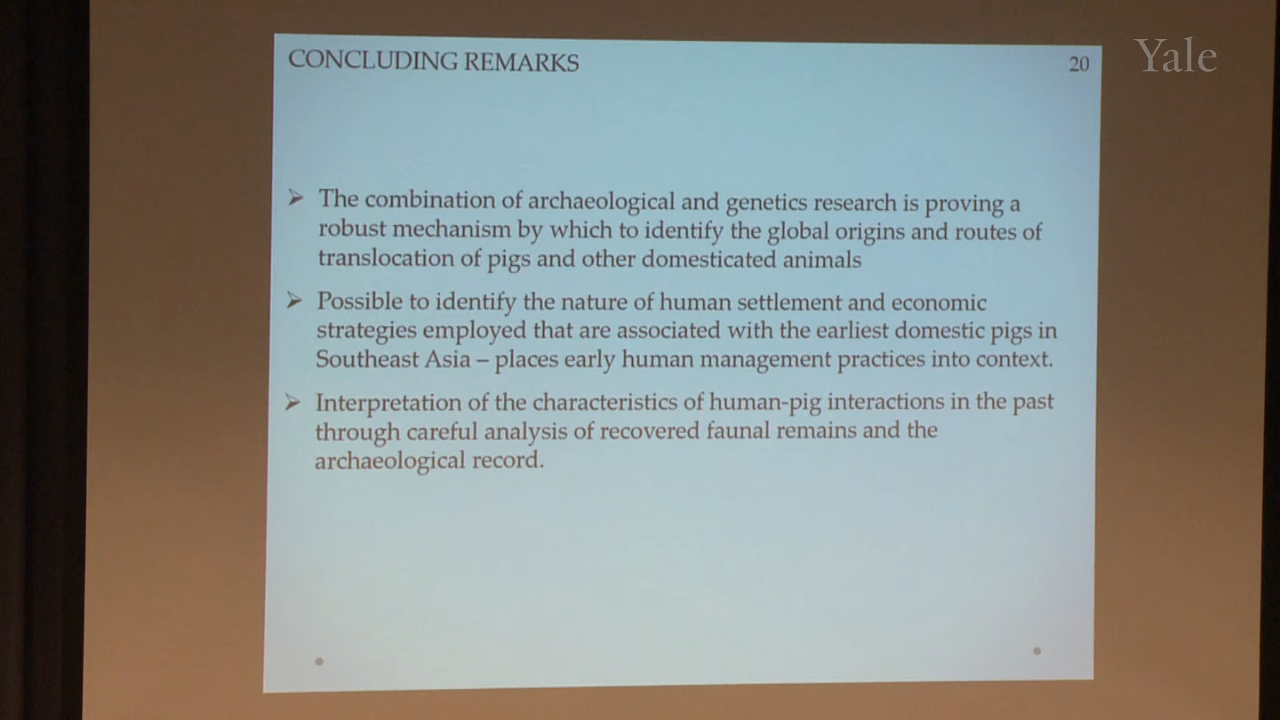 CONCLUDING REMARKS
20
Yale
➢ The combination of archaeological and genetics research is proving a
robust mechanism by which to identify the global origins and routes of
translocation of pigs and other domesticated animals
➢ Possible to identify the nature of human settlement and economic
strategies employed that are associated with the earliest domestic pigs in
Southeast Asia – places early human management practices into context.
➢ Interpretation of the characteristics of human-pig interactions in the past
through careful analysis of recovered faunal remains and the
archaeological record.